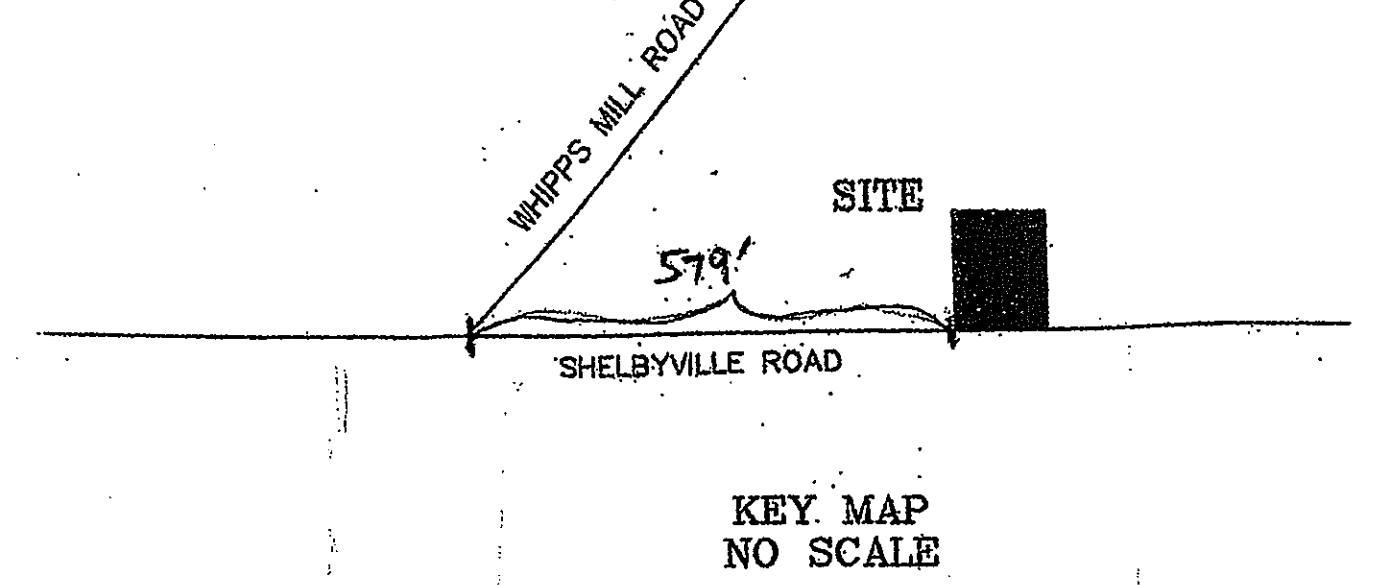 WHIPPS MILL ROAD
SITE
579'
SHELBYVILLE ROAD
KEY MAP
NO SCALE